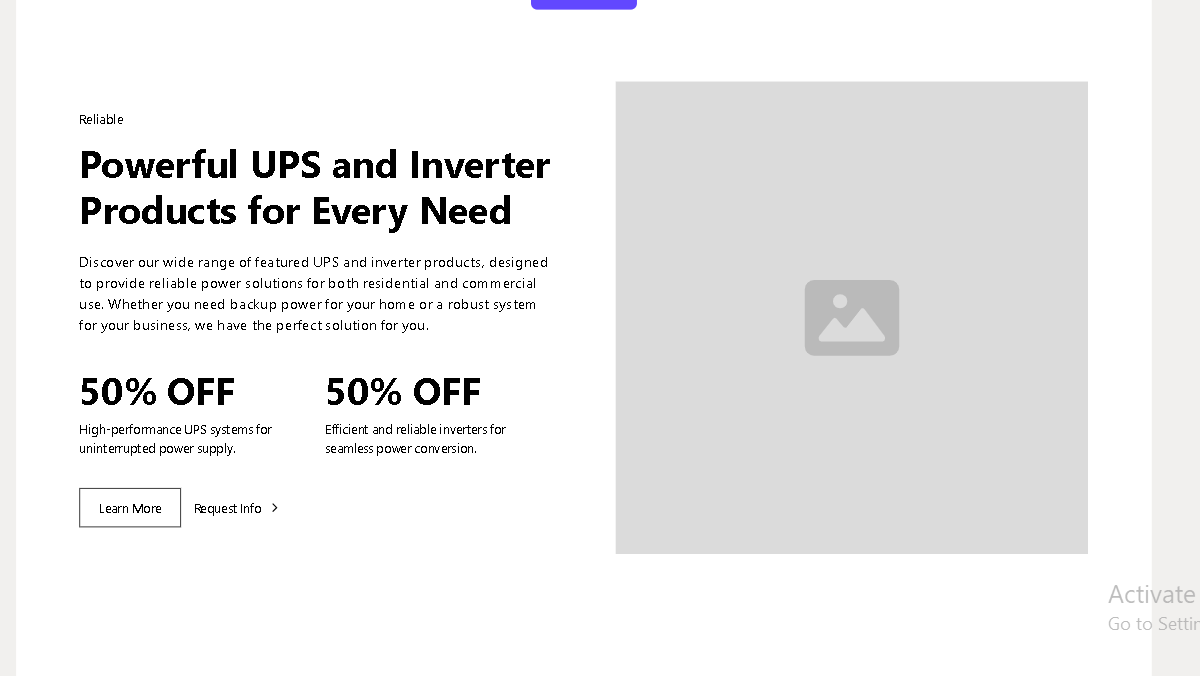 Reliable
Powerful UPS and Inverter
Products for Every Need
Discover our wide range of featured UPS and inverter products, designed
to provide reliable power solutions for both residential and commercial
use. Whether you need backup power for your home or a robust system
for your business, we have the perfect solution for you.
50% OFF
High-performance UPS systems for
uninterrupted power supply.
50% OFF
Efficient and reliable inverters for
seamless power conversion.
Learn More
Request Info
Activate
Go to Settin